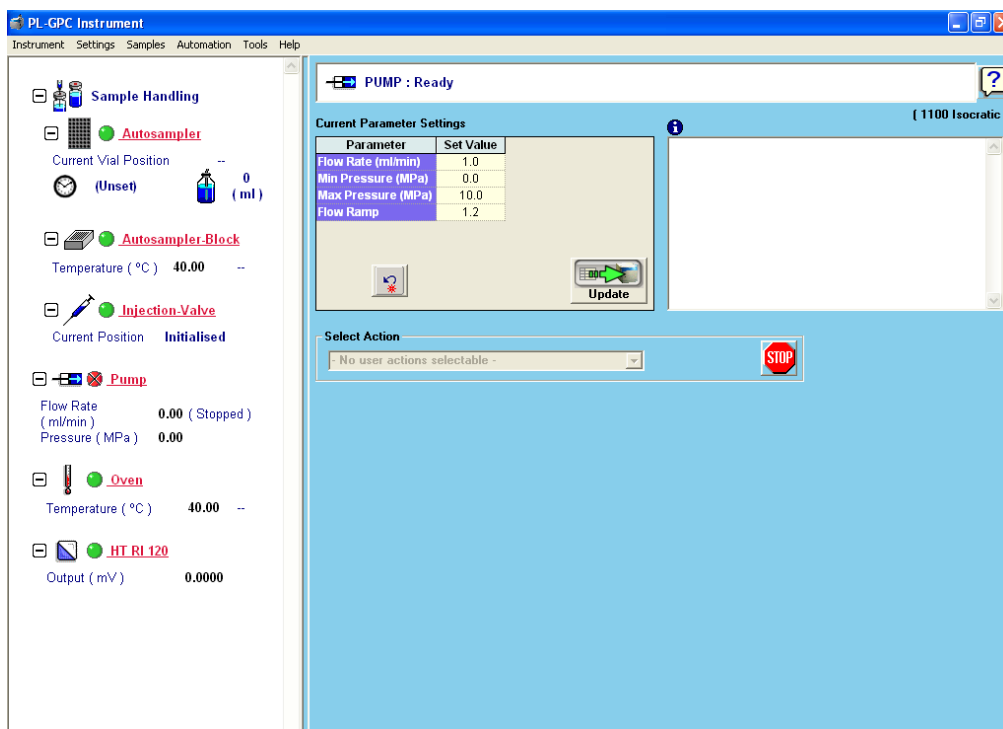 PL-GPC Instrument
Instrument Settings Samples Automation Tools Help
Sample Handling
Autosampler
Current Vial Position --
(Unset) 0
( ml )
Autosampler-Block
Temperature ( ºC ) 40.00 --
Injection-Valve
Current Position Initialised
Pump
Flow Rate
( ml/min ) 0.00 ( Stopped )
Pressure ( MPa ) 0.00
Oven
Temperature ( ºC ) 40.00 --
HT RI 120
Output ( mV ) 0.0000
PUMP : Ready
?
( 1100 Isocratic
Current Parameter Settings
i
Parameter Set Value
Flow Rate (ml/min) 1.0
Min Pressure (MPa) 0.0
Max Pressure (MPa) 10.0
Flow Ramp 1.2
Update
Select Action
- No user actions selectable -
STOP